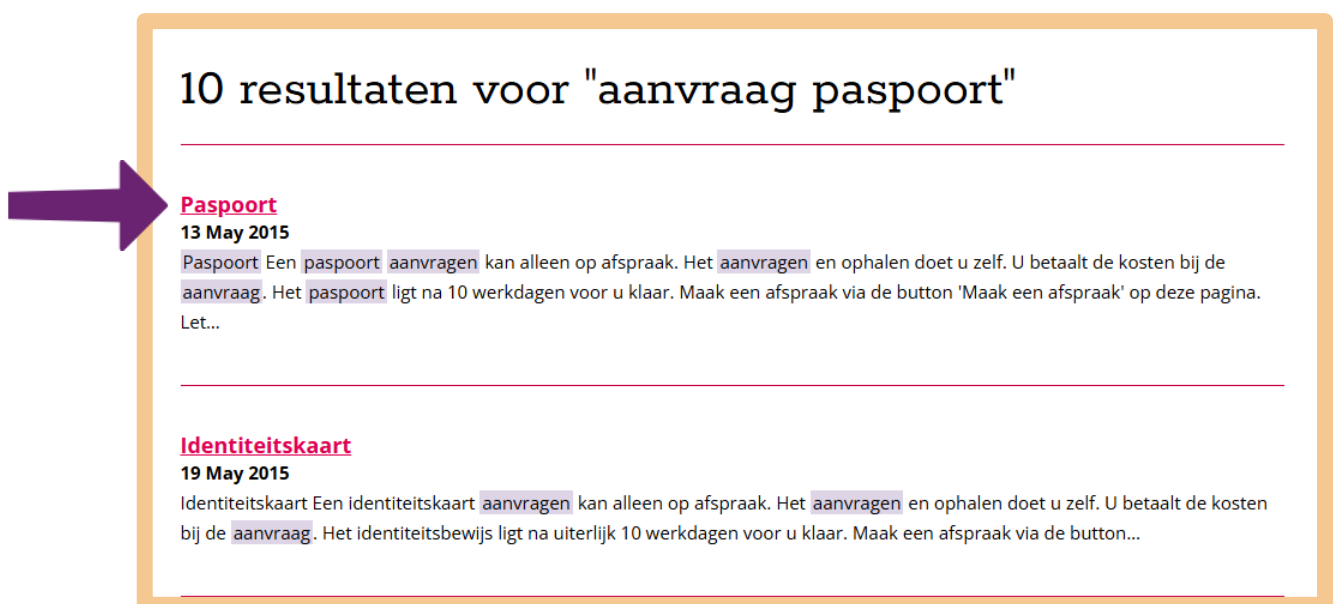 10 resultaten voor "aanvraag paspoort"
Paspoort
13 May 2015
Paspoort Een paspoort aanvragen kan alleen op afspraak. Het aanvragen en ophalen doet u zelf. U betaalt de kosten bij de
aanvraag. Het paspoort ligt na 10 werkdagen voor u klaar. Maak een afspraak via de button 'Maak een afspraak' op deze pagina.
Let...
Identiteitskaart
19 May 2015
Identiteitskaart Een identiteitskaart aanvragen kan alleen op afspraak. Het aanvragen en ophalen doet u zelf. U betaalt de kosten
bij de aanvraag. Het identiteitsbewijs ligt na uiterlijk 10 werkdagen voor u klaar. Maak een afspraak via de button...